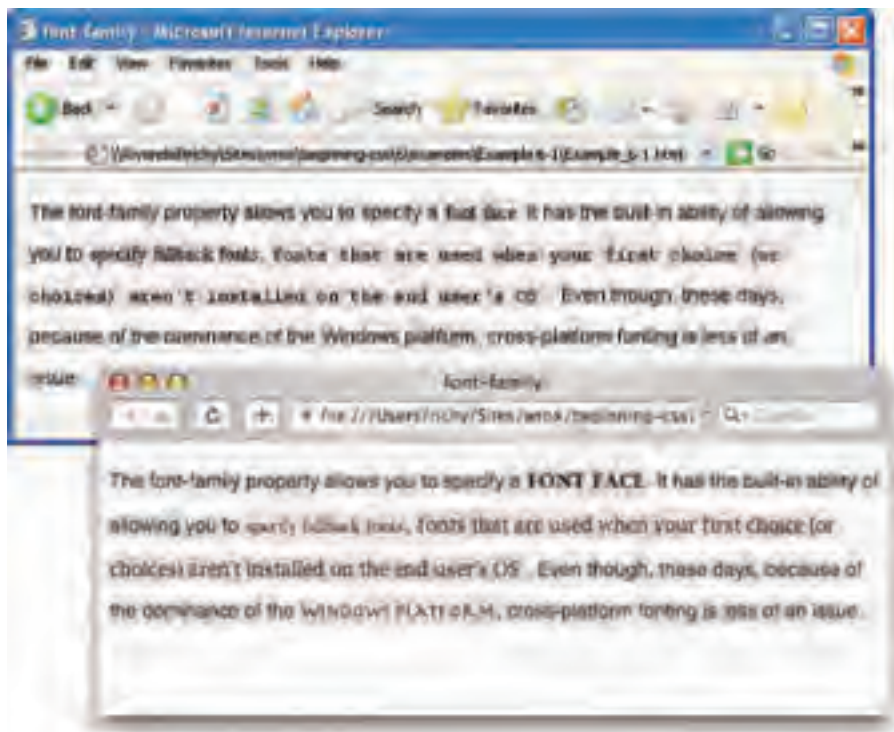 font-family - Microsoft Internet Explorer
File Edit View Favorites Tools Help
Back Search Favorites
Go
The font-family property allows you to specify a font face. It has the built-in ability of allowing
you to specify fallback fonts, fonts that are used when your first choice (or
choices) aren't installed on the end user's OS. Even though, these days,
because of the dominance of the Windows platform, cross-platform fonting is less of an
issue.
font-family
The font-family property allows you to specify a FONT FACE. It has the built-in ability of
allowing you to specify fallback fonts, fonts that are used when your first choice (or
choices) aren't installed on the end user's OS. Even though, these days, because of
the dominance of the WINDOWS PLATFORM, cross-platform fonting is less of an issue.